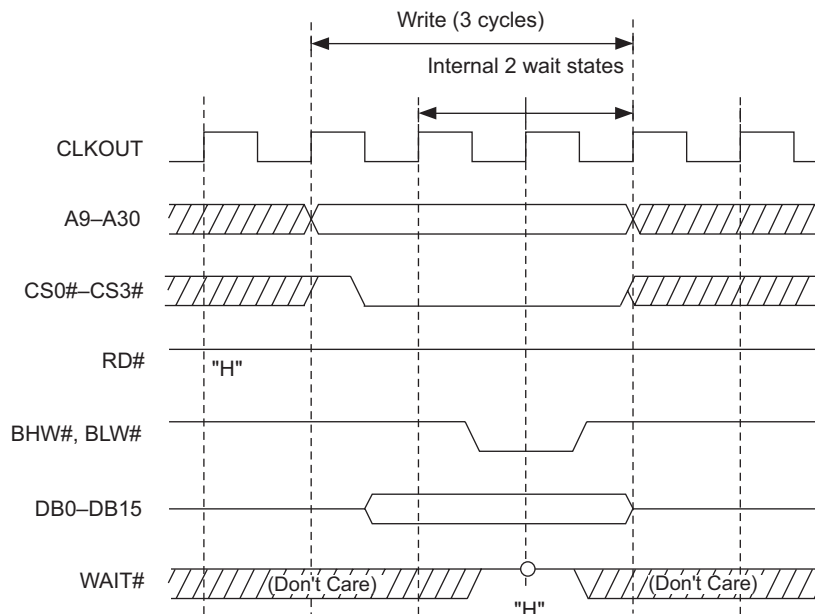 Write (3 cycles)
Internal 2 wait states
CLKOUT
A9–A30
CS0#–CS3#
RD#
"H"
BHW#, BLW#
DB0–DB15
WAIT#
(Don't Care)
(Don't Care)
"H"